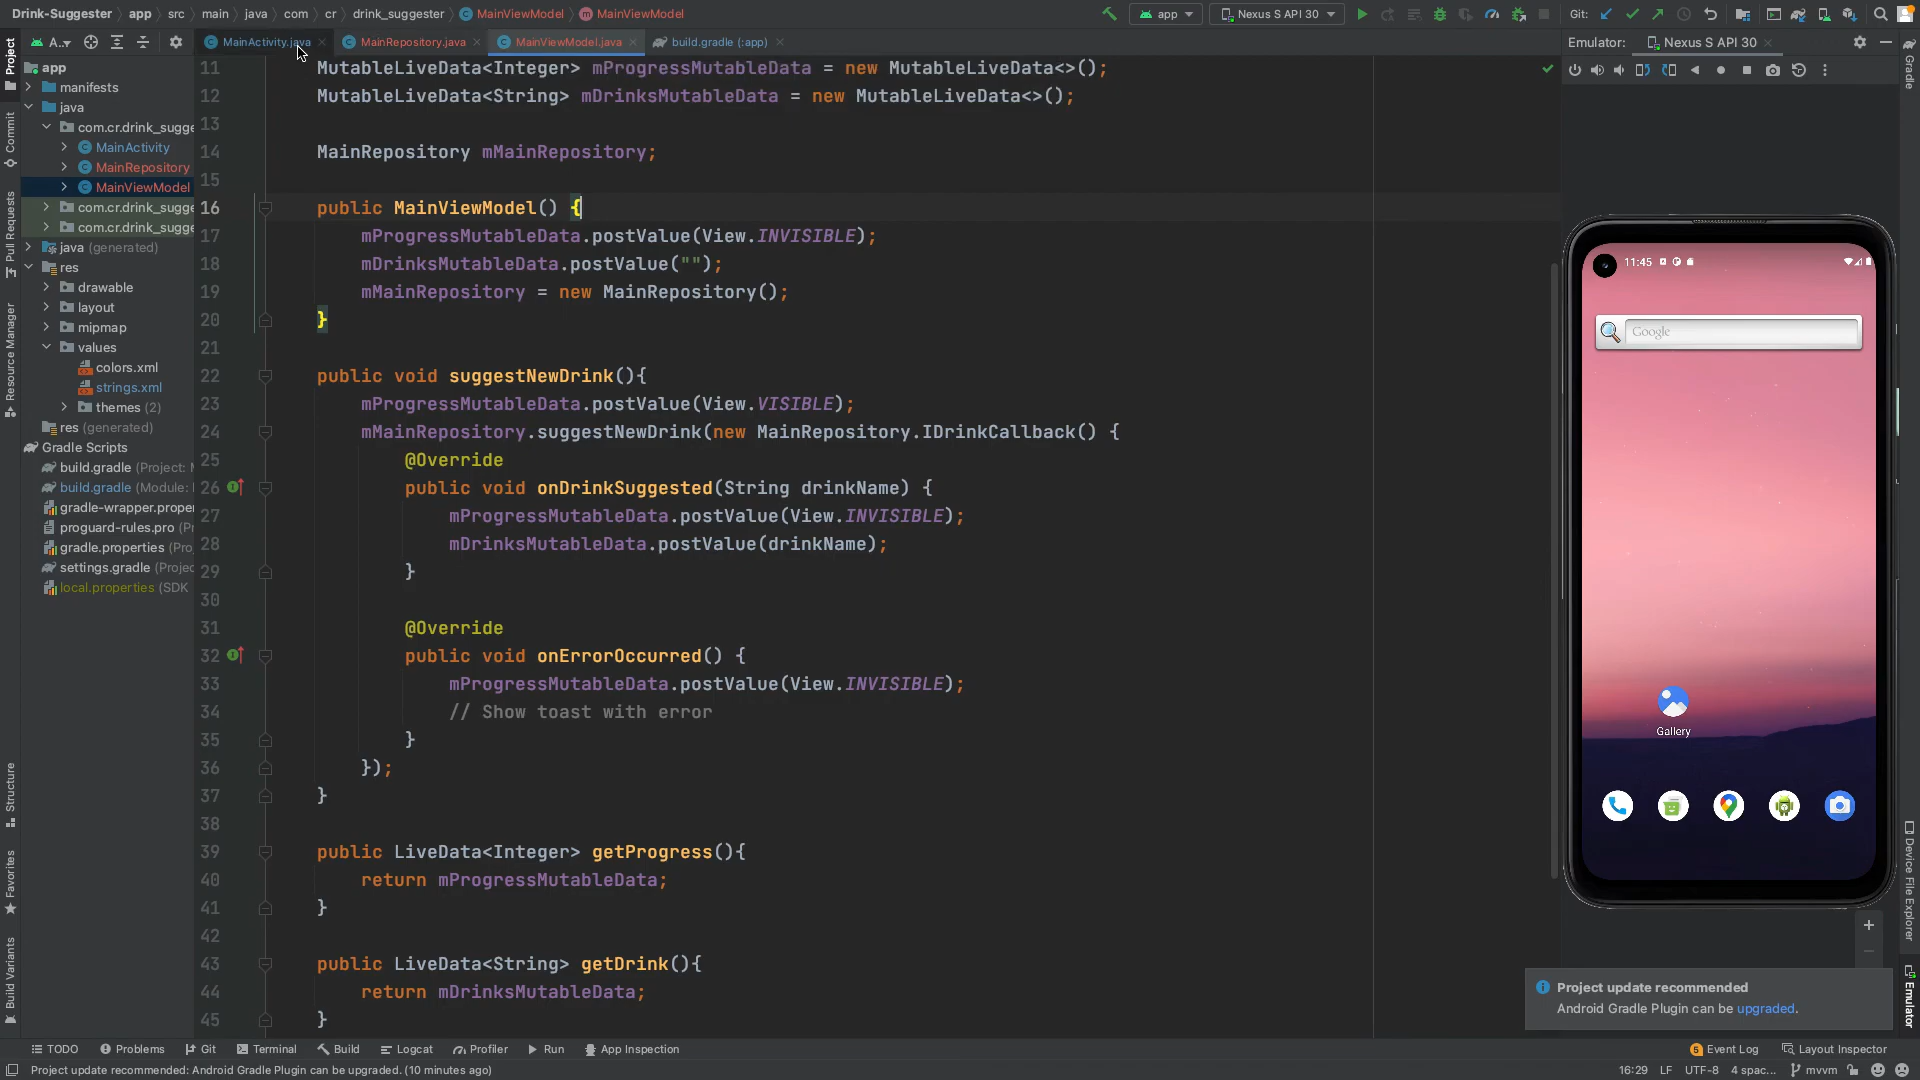 Drink-Suggester app src main java com cr drink_suggester MainViewModel MainViewModel app Nexus S API 30 Git:
A.. MainActivity.java MainRepository.java MainViewModel.java build.gradle (:app) Emulator: Nexus S API 30
Project
Commit
Pull Requests
Resource Manager
Structure
Favorites
Build Variants
app
manifests
java
com.cr.drink_sugge
MainActivity
MainRepository
MainViewModel
com.cr.drink_sugge
com.cr.drink_sugge
java (generated)
res
drawable
layout
mipmap
values
colors.xml
strings.xml
themes (2)
res (generated)
Gradle Scripts
build.gradle (Project:
build.gradle (Module:
gradle-wrapper.proper
proguard-rules.pro (Pr
gradle.properties (Pro
settings.gradle (Projec
local.properties (SDK
11 MutableLiveData<Integer> mProgressMutableData = new MutableLiveData<>();
12 MutableLiveData<String> mDrinksMutableData = new MutableLiveData<>();
13
14 MainRepository mMainRepository;
15
16 public MainViewModel() {
17 mProgressMutableData.postValue(View.INVISIBLE);
18 mDrinksMutableData.postValue("");
19 mMainRepository = new MainRepository();
20 }
21
22 public void suggestNewDrink(){
23 mProgressMutableData.postValue(View.VISIBLE);
24 mMainRepository.suggestNewDrink(new MainRepository.IDrinkCallback() {
25 @Override
26 public void onDrinkSuggested(String drinkName) {
27 mProgressMutableData.postValue(View.INVISIBLE);
28 mDrinksMutableData.postValue(drinkName);
29 }
30
31 @Override
32 public void onErrorOccurred() {
33 mProgressMutableData.postValue(View.INVISIBLE);
34 // Show toast with error
35 }
36 });
37 }
38
39 public LiveData<Integer> getProgress(){
40 return mProgressMutableData;
41 }
42
43 public LiveData<String> getDrink(){
44 return mDrinksMutableData;
45 }
11:45
Google
Gallery
Gradle
Device File Explorer
Emulator
Project update recommended
Android Gradle Plugin can be upgraded.
TODO Problems Git Terminal Build Logcat Profiler Run App Inspection 5 Event Log Layout Inspector
Project update recommended: Android Gradle Plugin can be upgraded. (10 minutes ago) 16:29 LF UTF-8 4 spac... mvvm